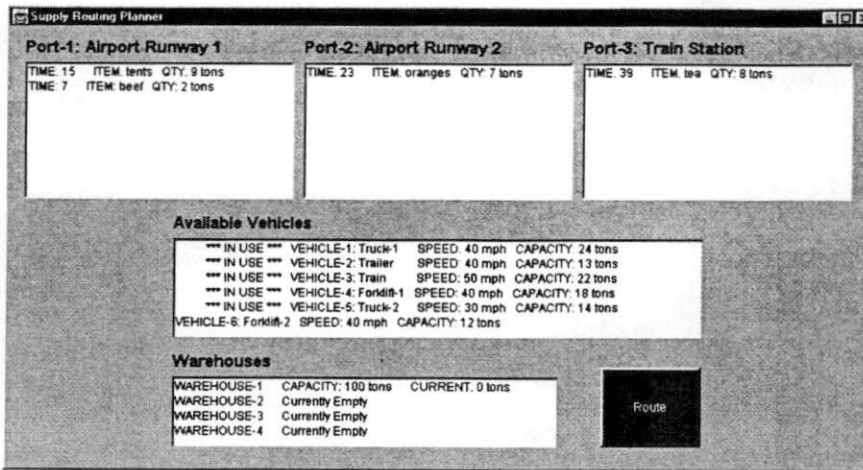 Supply Routing Planner
Port-1: Airport Runway 1
TIME: 15 ITEM: tents QTY: 9 tons
TIME: 7 ITEM: beef QTY: 2 tons
Port-2: Airport Runway 2
TIME: 23 ITEM: oranges QTY: 7 tons
Port-3: Train Station
TIME: 39 ITEM: tea QTY: 8 tons
Available Vehicles
*** IN USE *** VEHICLE-1: Truck-1 SPEED: 40 mph CAPACITY: 24 tons
*** IN USE *** VEHICLE-2: Trailer SPEED: 40 mph CAPACITY: 13 tons
*** IN USE *** VEHICLE-3: Train SPEED: 50 mph CAPACITY: 22 tons
*** IN USE *** VEHICLE-4: Forklift-1 SPEED: 40 mph CAPACITY: 18 tons
*** IN USE *** VEHICLE-5: Truck-2 SPEED: 30 mph CAPACITY: 14 tons
VEHICLE-6: Forklift-2 SPEED: 40 mph CAPACITY: 12 tons
Warehouses
WAREHOUSE-1 CAPACITY: 100 tons CURRENT: 0 tons
WAREHOUSE-2 Currently Empty
WAREHOUSE-3 Currently Empty
WAREHOUSE-4 Currently Empty
Route